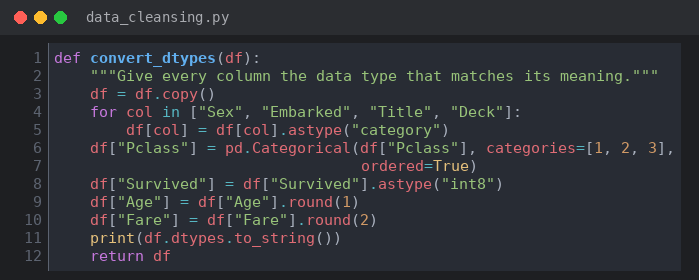 data_cleansing.py
1 def convert_dtypes(df):
2     """Give every column the data type that matches its meaning."""
3     df = df.copy()
4     for col in ["Sex", "Embarked", "Title", "Deck"]:
5         df[col] = df[col].astype("category")
6     df["Pclass"] = pd.Categorical(df["Pclass"], categories=[1, 2, 3],
7                                   ordered=True)
8     df["Survived"] = df["Survived"].astype("int8")
9     df["Age"] = df["Age"].round(1)
10     df["Fare"] = df["Fare"].round(2)
11     print(df.dtypes.to_string())
12     return df